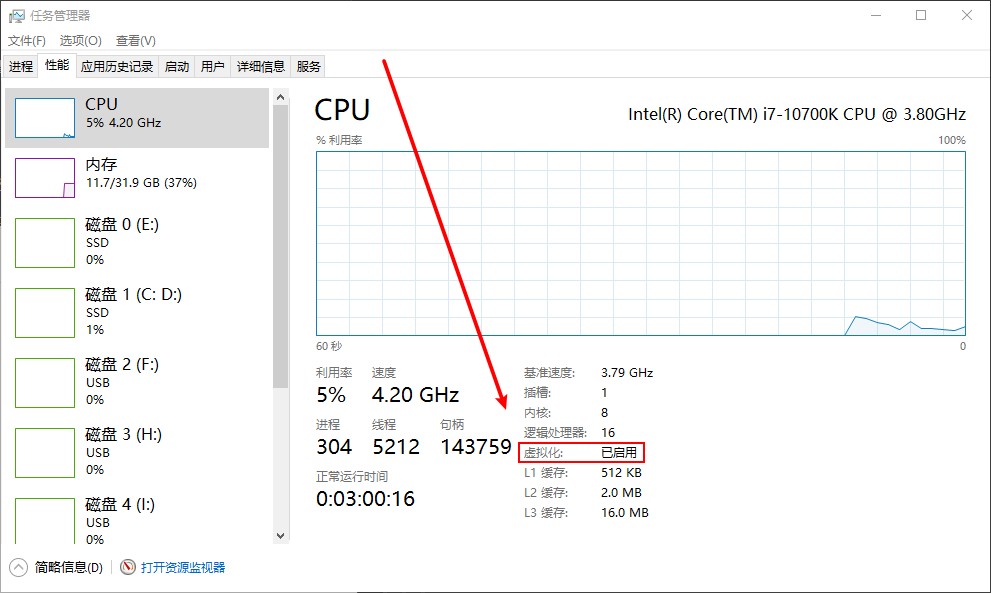 任务管理器
文件(F) 选项(O) 查看(V)
进程 性能 应用历史记录 启动 用户 详细信息 服务
CPU
5% 4.20 GHz
内存
11.7/31.9 GB (37%)
磁盘 0 (E:)
SSD
0%
磁盘 1 (C: D:)
SSD
1%
磁盘 2 (F:)
USB
0%
磁盘 3 (H:)
USB
0%
磁盘 4 (I:)
USB
0%
CPU
Intel(R) Core(TM) i7-10700K CPU @ 3.80GHz
% 利用率 100%
60 秒 0
利用率 速度
5% 4.20 GHz
进程 线程 句柄
304 5212 143759
正常运行时间
0:03:00:16
基准速度: 3.79 GHz
插槽: 1
内核: 8
逻辑处理器: 16
虚拟化: 已启用
L1 缓存: 512 KB
L2 缓存: 2.0 MB
L3 缓存: 16.0 MB
简略信息(D) 打开资源监视器